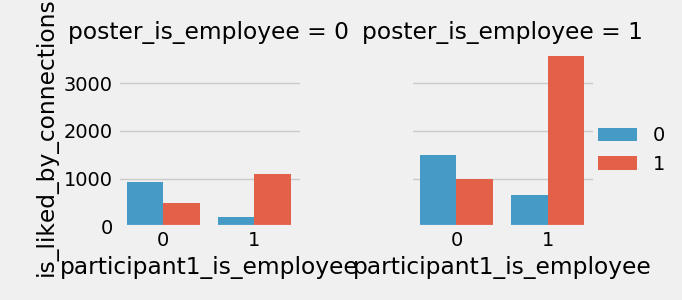 poster_is_employee = 0
poster_is_employee = 1
is_liked_by_connections
3000
2000
1000
0
0 1
0 1
participant1_is_employee
participant1_is_employee
0
1